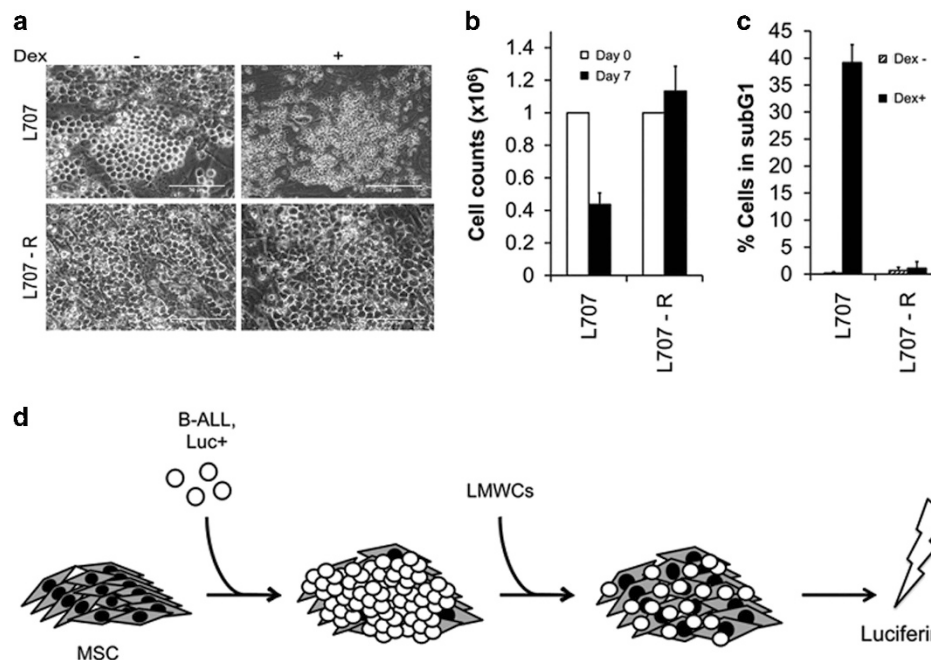 a
Dex - +
L707
L707 - R
b
Cell counts (x10⁶)
1.4
1.2
1
0.8
0.6
0.4
0.2
0
Day 0
Day 7
L707
L707 - R
c
% Cells in subG1
45
40
35
30
25
20
15
10
5
0
Dex -
Dex+
L707
L707 - R
d
B-ALL,
Luc+
LMWCs
MSC
Luciferin